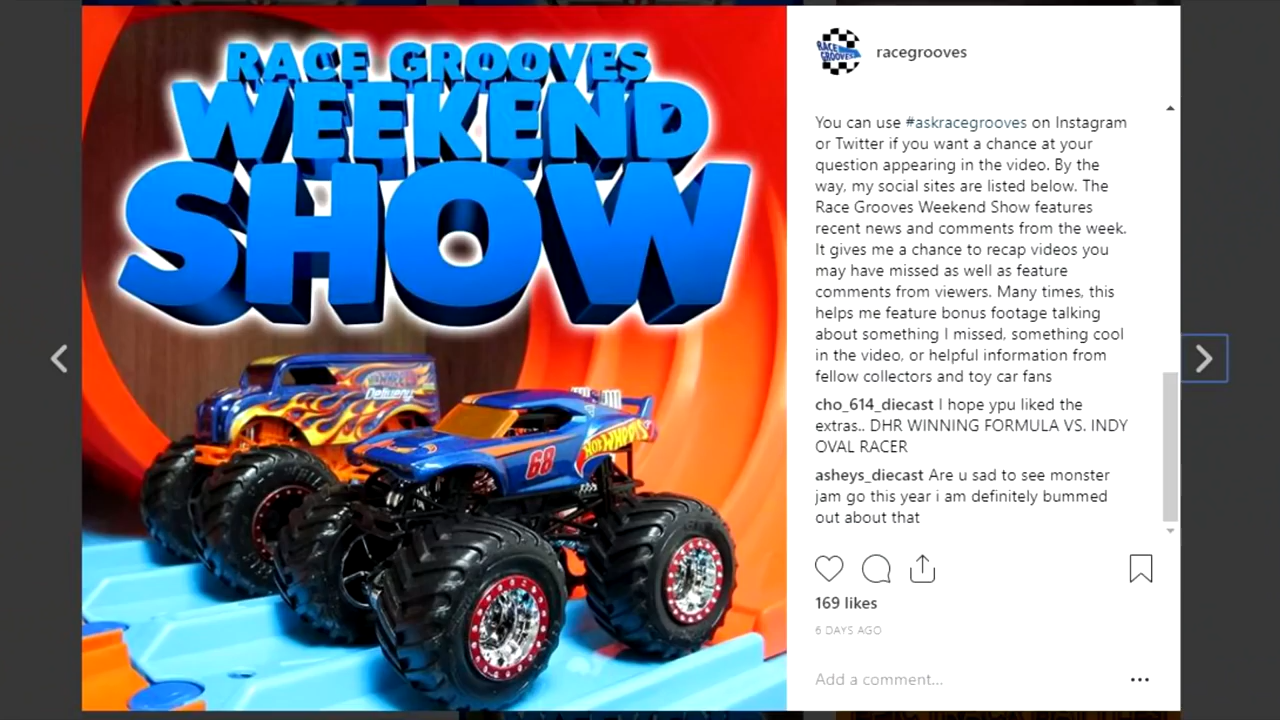 RACE GROOVES
WEEKEND
SHOW
Delivery
68
HOT WHEELS
RACE
GROOVES
racegrooves
You can use #askracegrooves on Instagram
or Twitter if you want a chance at your
question appearing in the video. By the
way, my social sites are listed below. The
Race Grooves Weekend Show features
recent news and comments from the week.
It gives me a chance to recap videos you
may have missed as well as feature
comments from viewers. Many times, this
helps me feature bonus footage talking
about something I missed, something cool
in the video, or helpful information from
fellow collectors and toy car fans
cho_614_diecast I hope ypu liked the
extras.. DHR WINNING FORMULA VS. INDY
OVAL RACER
asheys_diecast Are u sad to see monster
jam go this year i am definitely bummed
out about that
169 likes
6 DAYS AGO
Add a comment...